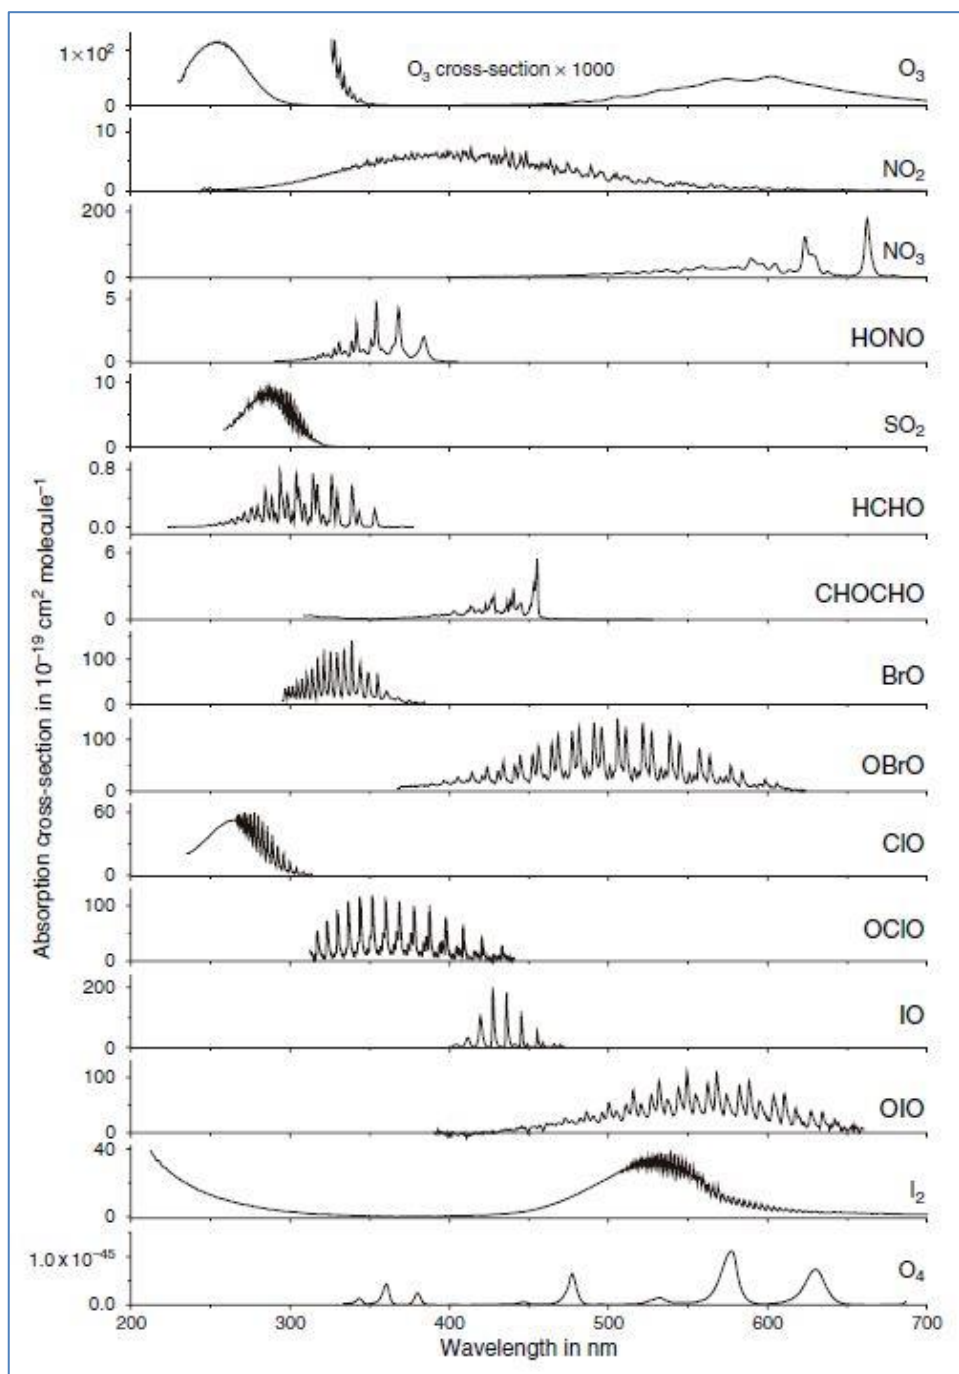 1×10²
0
O₃ cross-section × 1000
O₃
10
0
NO₂
200
0
NO₃
5
0
HONO
10
0
SO₂
0.8
0.0
HCHO
6
0
CHOCHO
100
0
BrO
100
0
OBrO
60
0
ClO
100
0
OClO
200
0
IO
100
0
OIO
40
0
I₂
1.0 x 10⁻⁴⁵
0.0
O₄
200 300 400 500 600 700
Wavelength in nm
Absorption cross-section in 10⁻¹⁹ cm² molecule⁻¹